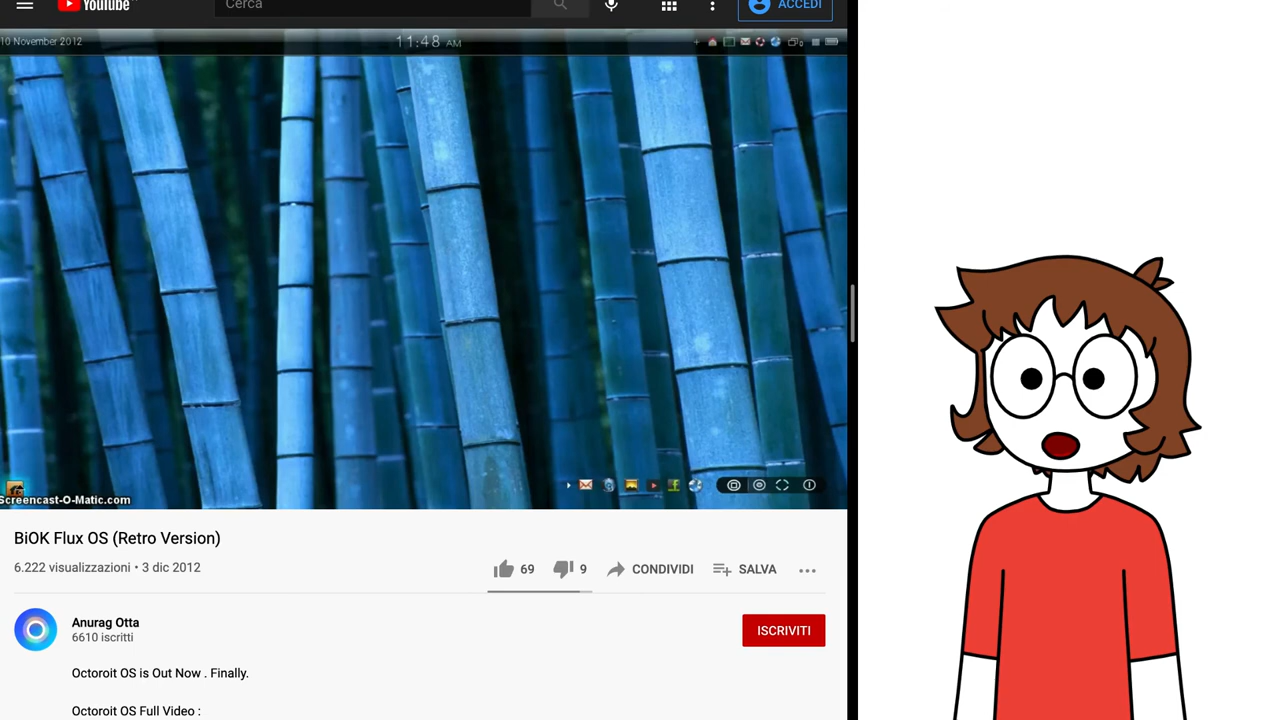 YouTube
Cerca
ACCEDI
10 November 2012
11:48 AM
Screencast-O-Matic.com
BiOK Flux OS (Retro Version)
6.222 visualizzazioni • 3 dic 2012
69
9
CONDIVIDI
SALVA
Anurag Otta
6610 iscritti
ISCRIVITI
Octoroit OS is Out Now . Finally.
Octoroit OS Full Video :